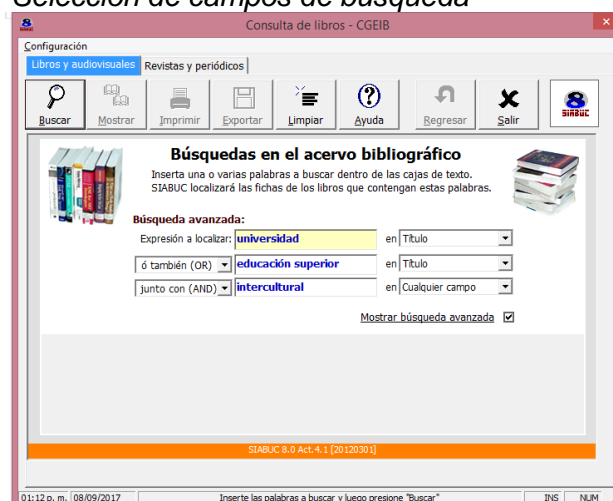 Selección de campos de búsqueda
Consulta de libros - CGEIB
Configuración
Libros y audiovisuales Revistas y periódicos
Buscar Mostrar Imprimir Exportar Limpiar Ayuda Regresar Salir
8
SIABUC
Búsquedas en el acervo bibliográfico
Inserta una o varias palabras a buscar dentro de las cajas de texto.
SIABUC localizará las fichas de los libros que contengan estas palabras.
Búsqueda avanzada:
Expresión a localizar: universidad en Título
ó también (OR) educación superior en Título
junto con (AND) intercultural en Cualquier campo
Mostrar búsqueda avanzada
SIABUC 8.0 Act.4.1 [20120301]
01:12 p. m. 08/09/2017 Inserte las palabras a buscar y luego presione "Buscar" INS NUM